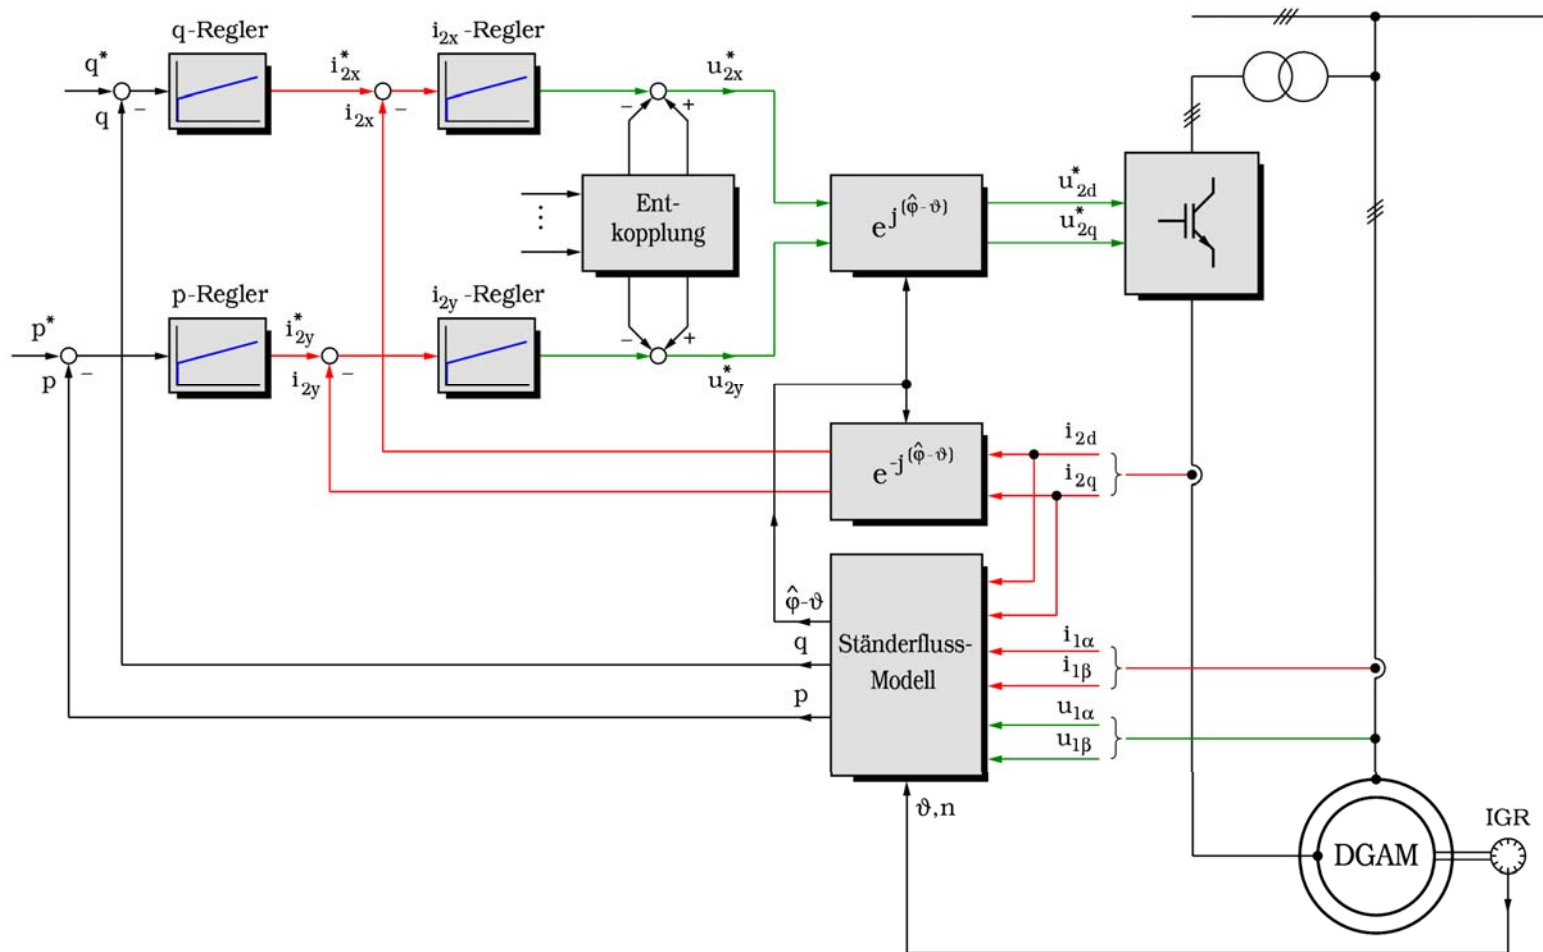 q-Regler
i₂ₓ -Regler
q*
i*₂ₓ
u*₂ₓ
q
−
i₂ₓ
−
−
+
Ent-
kopplung
e^j(φ̂-ϑ)
u*₂d
u*₂q
p-Regler
i₂y -Regler
p*
i*₂y
p
−
i₂y
−
−
+
u*₂y
e^-j(φ̂-ϑ)
i₂d
i₂q
φ̂-ϑ
q
p
Ständerfluss-
Modell
i₁α
i₁β
u₁α
u₁β
ϑ,n
IGR
DGAM